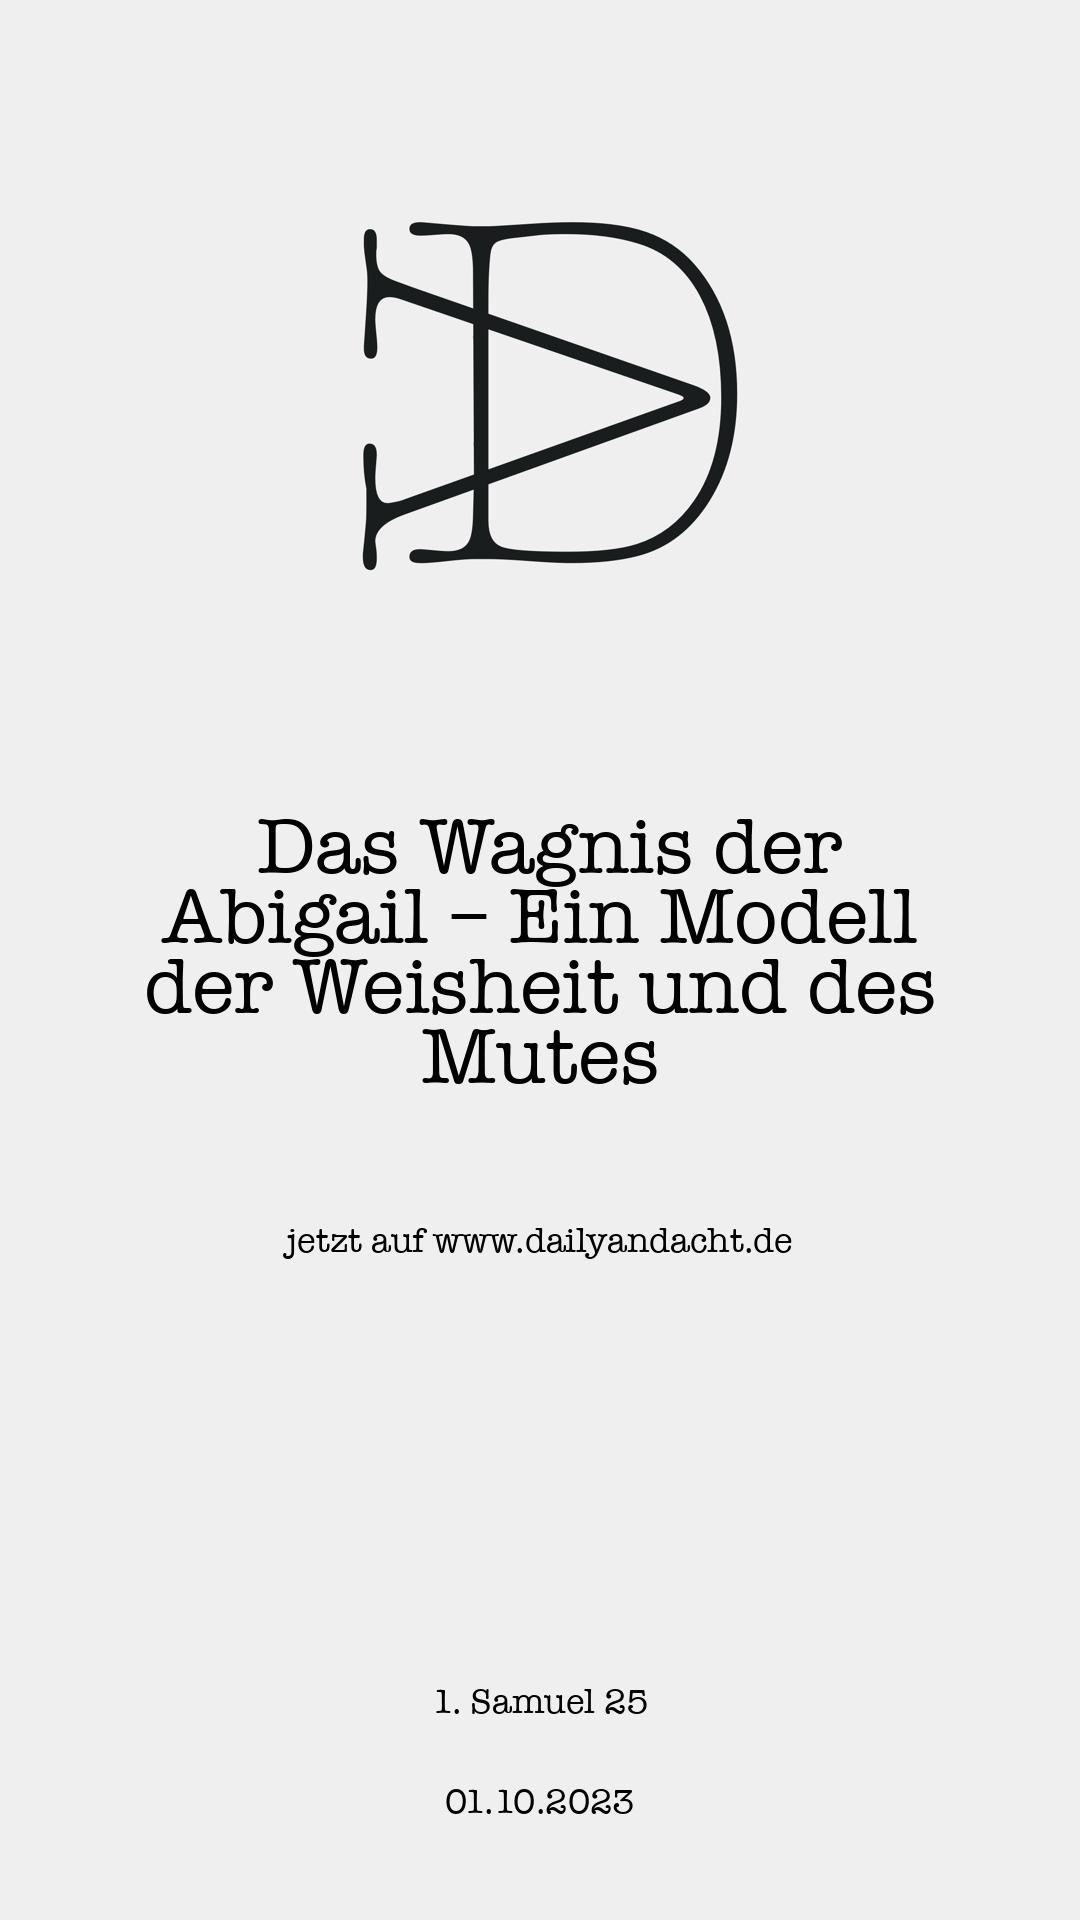 Das Wagnis der
Abigail – Ein Modell
der Weisheit und des
Mutes
jetzt auf www.dailyandacht.de
1. Samuel 25
01.10.2023